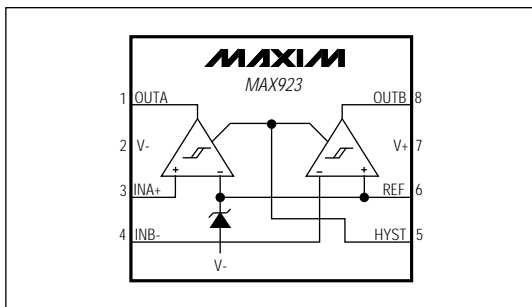 MAXIM
MAX923
1 OUTA
OUTB 8
2 V-
V+ 7
+ -
- +
3 INA+
REF 6
4 INB-
HYST 5
V-